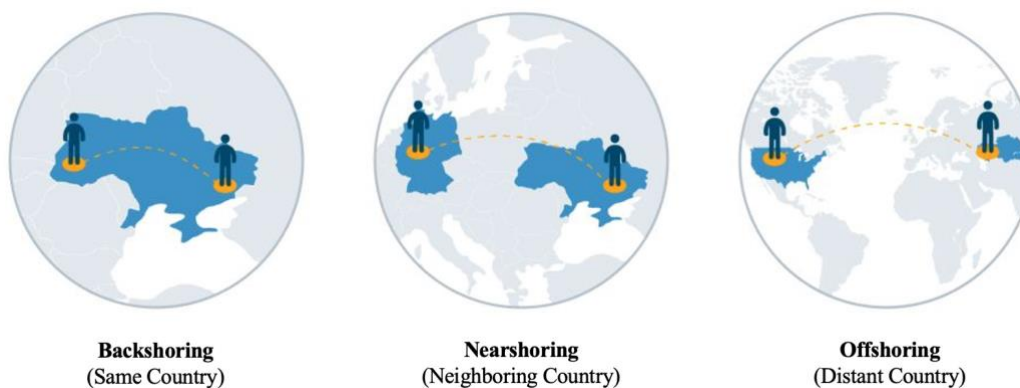 Backshoring
(Same Country)
Nearshoring
(Neighboring Country)
Offshoring
(Distant Country)